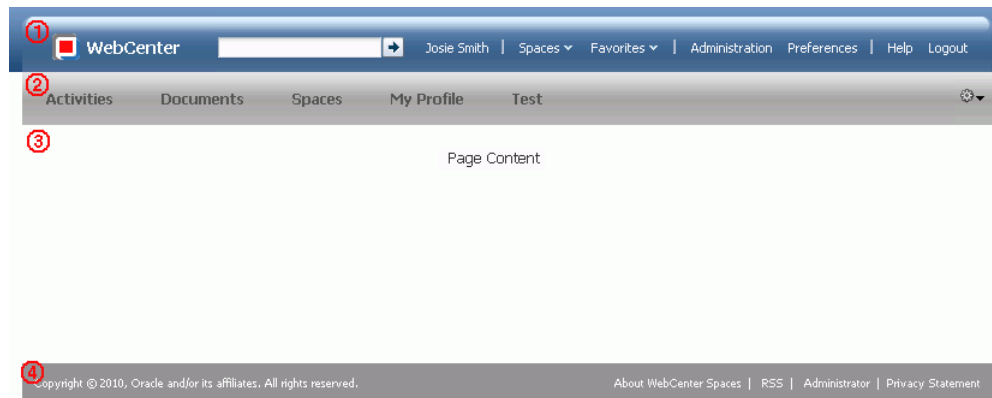 ① WebCenter Josie Smith | Spaces Favorites | Administration Preferences | Help Logout
② Activities Documents Spaces My Profile Test
③
Page Content
④ Copyright © 2010, Oracle and/or its affiliates. All rights reserved. About WebCenter Spaces | RSS | Administrator | Privacy Statement